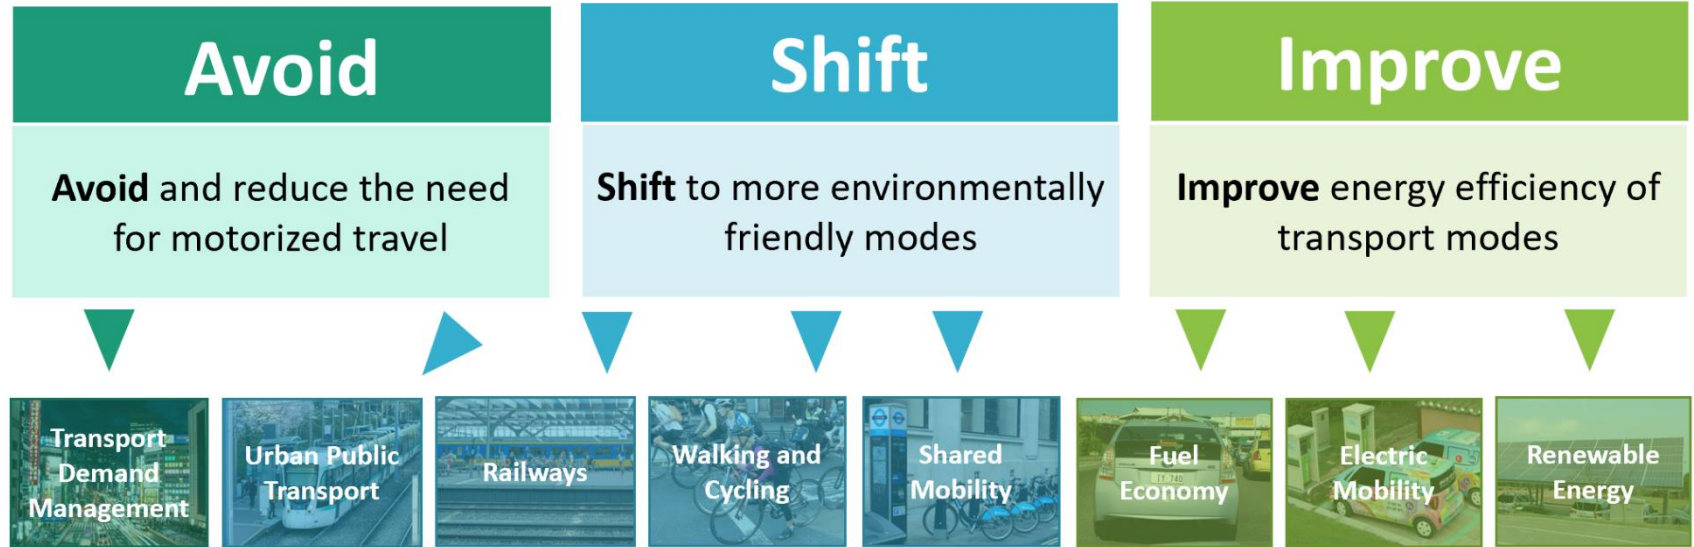 Avoid
Avoid and reduce the need
for motorized travel
Shift
Shift to more environmentally
friendly modes
Improve
Improve energy efficiency of
transport modes
Transport
Demand
Management
Urban Public
Transport
Railways
Walking and
Cycling
Shared
Mobility
Fuel
Economy
Electric
Mobility
Renewable
Energy